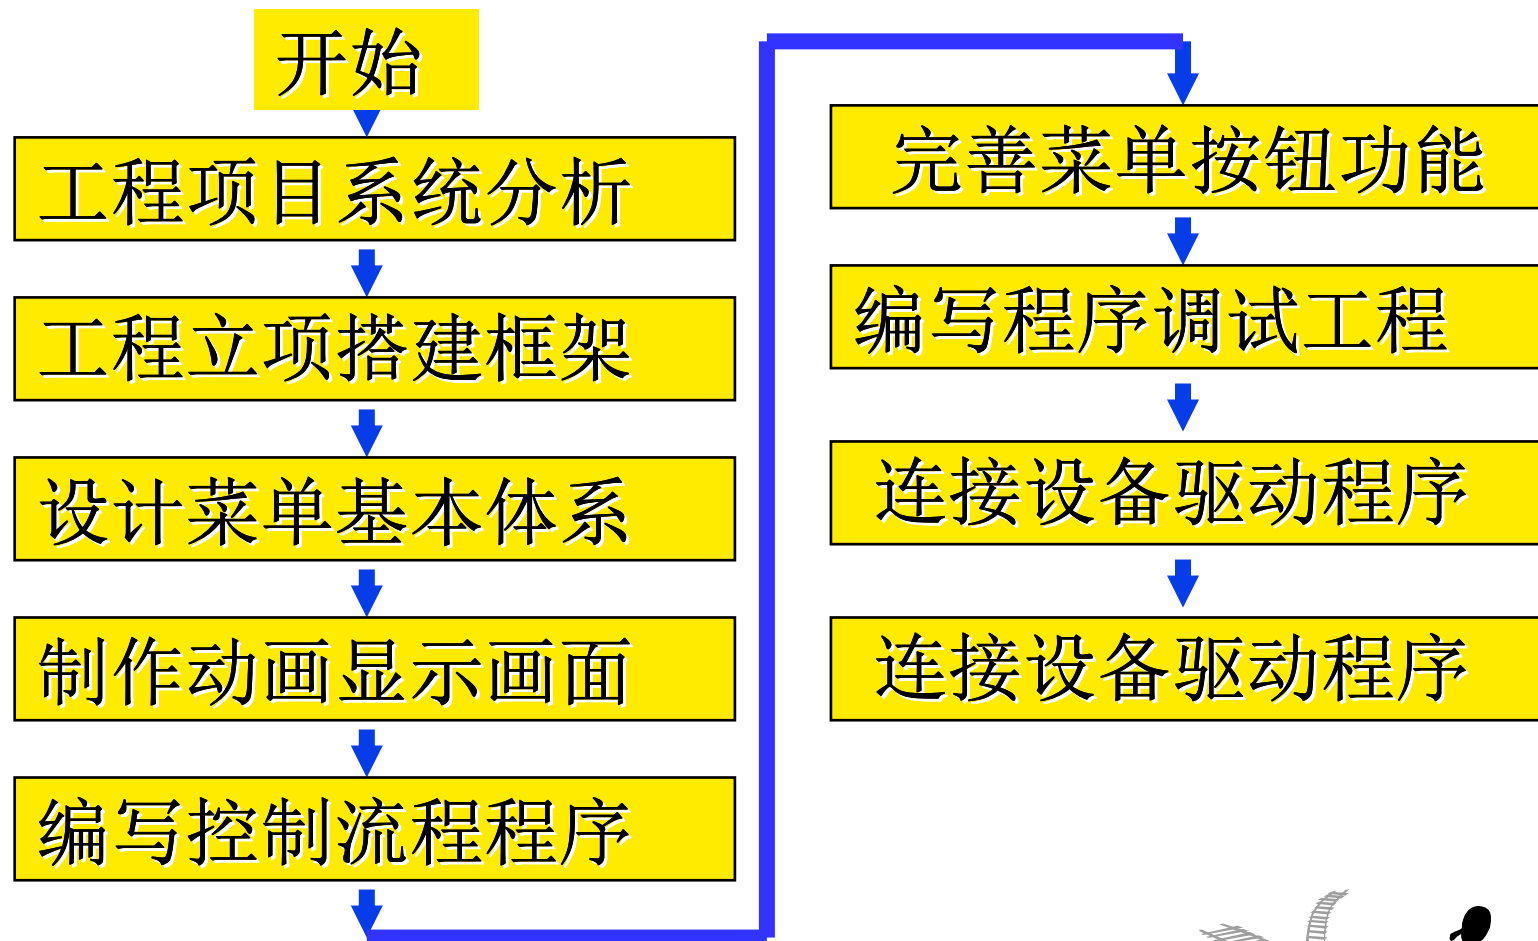 开始
工程项目系统分析
工程立项搭建框架
设计菜单基本体系
制作动画显示画面
编写控制流程程序
完善菜单按钮功能
编写程序调试工程
连接设备驱动程序
连接设备驱动程序